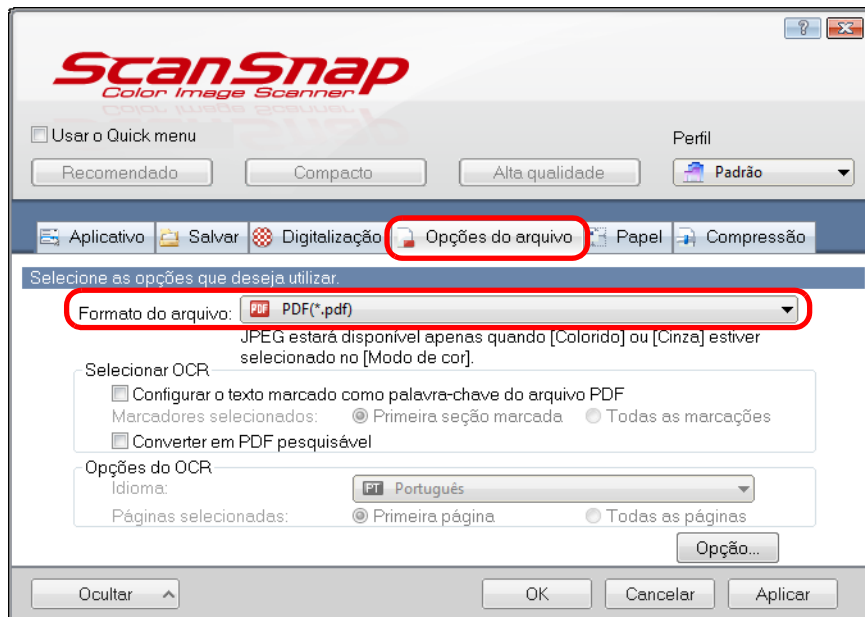 ScanSnap
Color Image Scanner
Usar o Quick menu
Perfil
Recomendado Compacto Alta qualidade Padrão
Aplicativo Salvar Digitalização Opções do arquivo Papel Compressão
Selecione as opções que deseja utilizar.
Formato do arquivo: PDF PDF(*.pdf)
JPEG estará disponível apenas quando [Colorido] ou [Cinza] estiver
selecionado no [Modo de cor].
Selecionar OCR
Configurar o texto marcado como palavra-chave do arquivo PDF
Marcadores selecionados: Primeira seção marcada Todas as marcações
Converter em PDF pesquisável
Opções do OCR
Idioma: PT Português
Páginas selecionadas: Primeira página Todas as páginas
Opção...
Ocultar OK Cancelar Aplicar